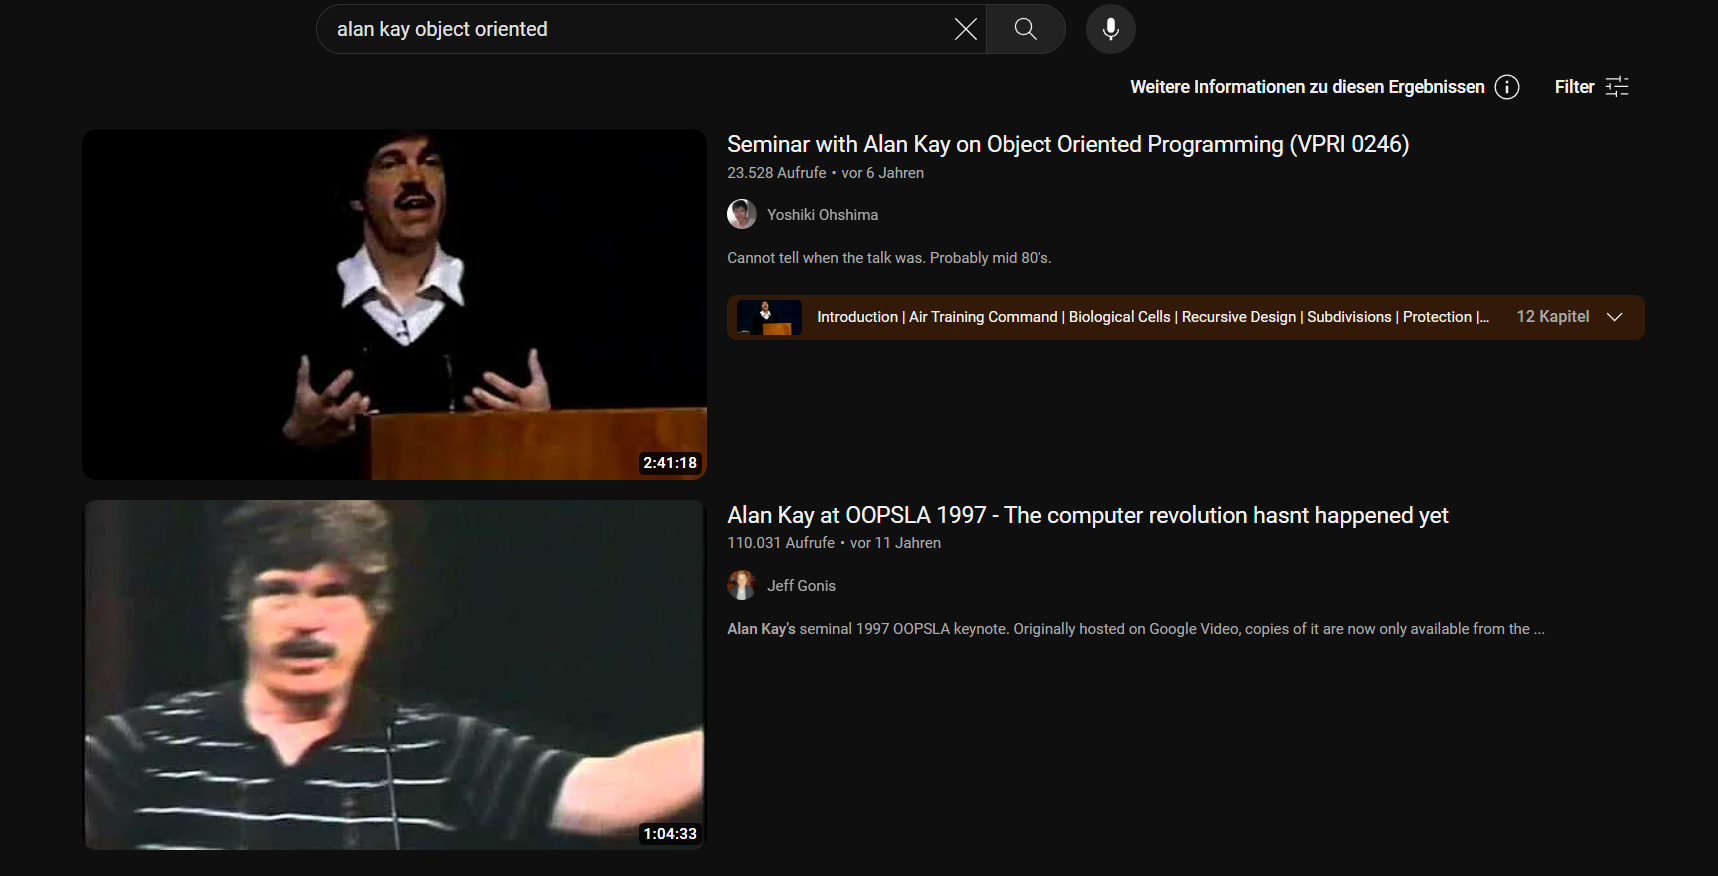 alan kay object oriented
Weitere Informationen zu diesen Ergebnissen
Filter
Seminar with Alan Kay on Object Oriented Programming (VPRI 0246)
23.528 Aufrufe • vor 6 Jahren
Yoshiki Ohshima
Cannot tell when the talk was. Probably mid 80's.
Introduction | Air Training Command | Biological Cells | Recursive Design | Subdivisions | Protection |...
12 Kapitel
2:41:18
Alan Kay at OOPSLA 1997 - The computer revolution hasnt happened yet
110.031 Aufrufe • vor 11 Jahren
Jeff Gonis
Alan Kay's seminal 1997 OOPSLA keynote. Originally hosted on Google Video, copies of it are now only available from the ...
1:04:33